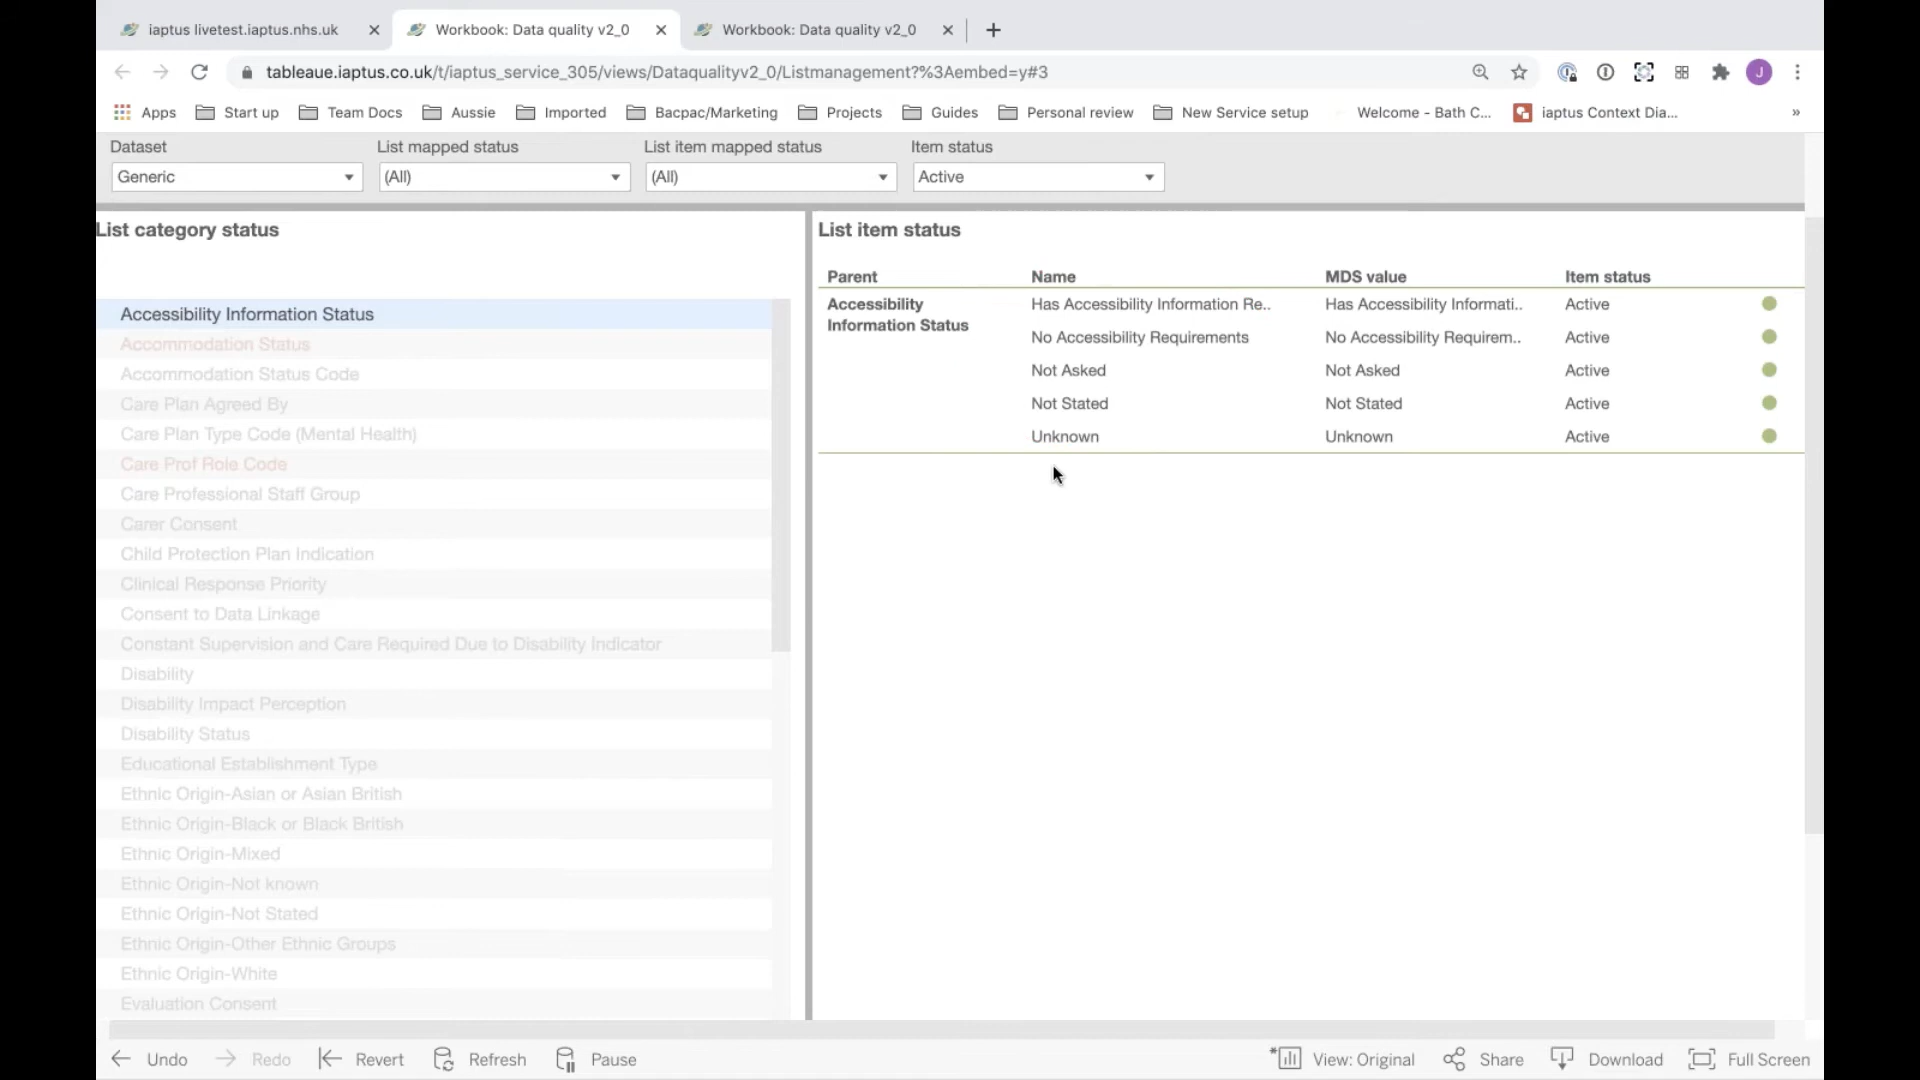 iaptus livetest.iaptus.nhs.uk
Workbook: Data quality v2_0
Workbook: Data quality v2_0
tableaue.iaptus.co.uk/t/iaptus_service_305/views/Dataqualityv2_0/Listmanagement?%3Aembed=y#3
J
Apps
Start up
Team Docs
Aussie
Imported
Bacpac/Marketing
Projects
Guides
Personal review
New Service setup
Welcome - Bath C...
iaptus Context Dia...
»
Dataset
List mapped status
List item mapped status
Item status
Generic
(All)
(All)
Active
List category status
Accessibility Information Status
Accommodation Status
Accommodation Status Code
Care Plan Agreed By
Care Plan Type Code (Mental Health)
Care Prof Role Code
Care Professional Staff Group
Carer Consent
Child Protection Plan Indication
Clinical Response Priority
Consent to Data Linkage
Constant Supervision and Care Required Due to Disability Indicator
Disability
Disability Impact Perception
Disability Status
Educational Establishment Type
Ethnic Origin-Asian or Asian British
Ethnic Origin-Black or Black British
Ethnic Origin-Mixed
Ethnic Origin-Not known
Ethnic Origin-Not Stated
Ethnic Origin-Other Ethnic Groups
Ethnic Origin-White
Evaluation Consent
List item status
Parent Name MDS value Item status
Accessibility Information Status
Has Accessibility Information Re.. Has Accessibility Informati.. Active
No Accessibility Requirements No Accessibility Requirem.. Active
Not Asked Not Asked Active
Not Stated Not Stated Active
Unknown Unknown Active
Undo
Redo
Revert
Refresh
Pause
View: Original
Share
Download
Full Screen